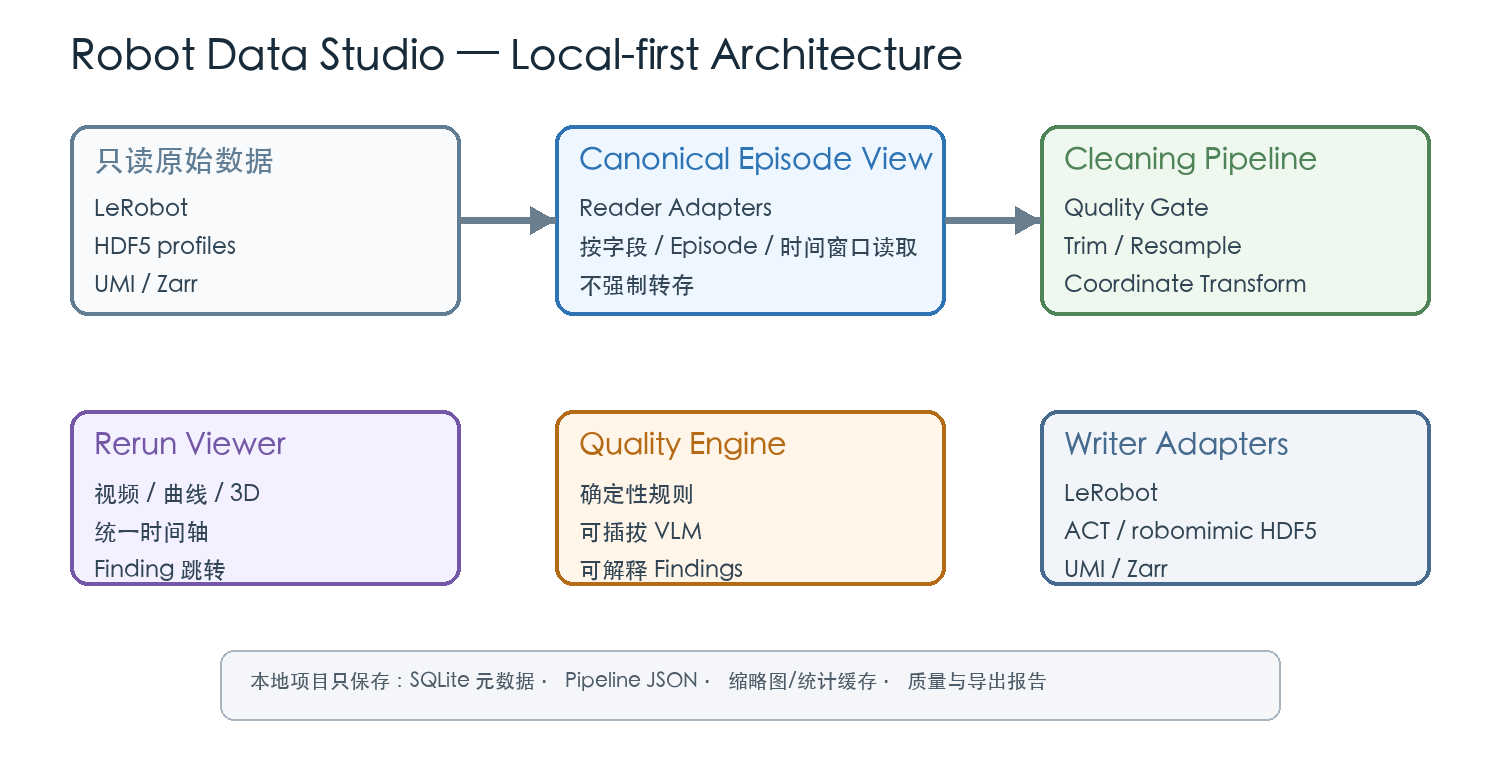 Robot Data Studio — Local-first Architecture
只读原始数据
LeRobot
HDF5 profiles
UMI / Zarr
Canonical Episode View
Reader Adapters
按字段 / Episode / 时间窗口读取
不强制转存
Cleaning Pipeline
Quality Gate
Trim / Resample
Coordinate Transform
Rerun Viewer
视频 / 曲线 / 3D
统一时间轴
Finding 跳转
Quality Engine
确定性规则
可插拔 VLM
可解释 Findings
Writer Adapters
LeRobot
ACT / robomimic HDF5
UMI / Zarr
本地项目只保存：SQLite 元数据 · Pipeline JSON · 缩略图/统计缓存 · 质量与导出报告